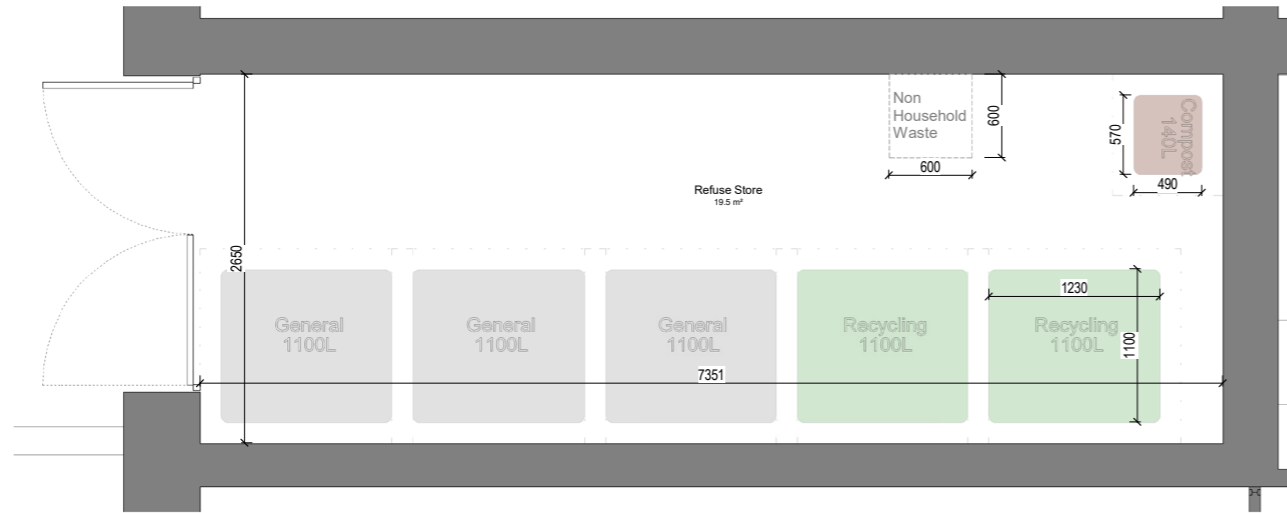 Non
Household
Waste
600
600
Compost
140L
570
490
Refuse Store
19.5 m²
2650
General
1100L
General
1100L
General
1100L
Recycling
1100L
Recycling
1100L
1230
1100
7351